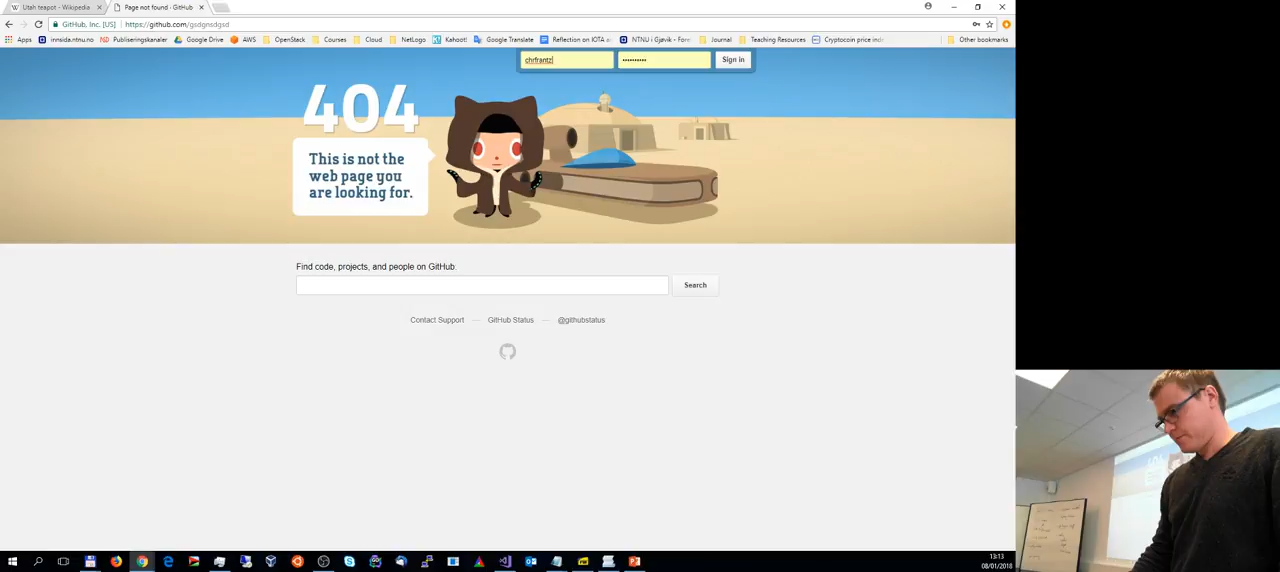 Utah teapot - Wikipedia
Page not found · GitHub
GitHub, Inc. [US]
https://github.com/gsdgnsdgsd
Apps
innsida.ntnu.no
Publiseringskanaler
Google Drive
AWS
OpenStack
Courses
Cloud
NetLogo
Kahoot!
Google Translate
Reflection on IOTA a
NTNU i Gjøvik - Fore
Journal
Teaching Resources
Cryptocoin price ind
Other bookmarks
chrfrantz
••••••••••
Sign in
404
This is not the
web page you
are looking for.
Find code, projects, and people on GitHub:
Search
Contact Support — GitHub Status — @githubstatus
13:13
08/01/2018
404